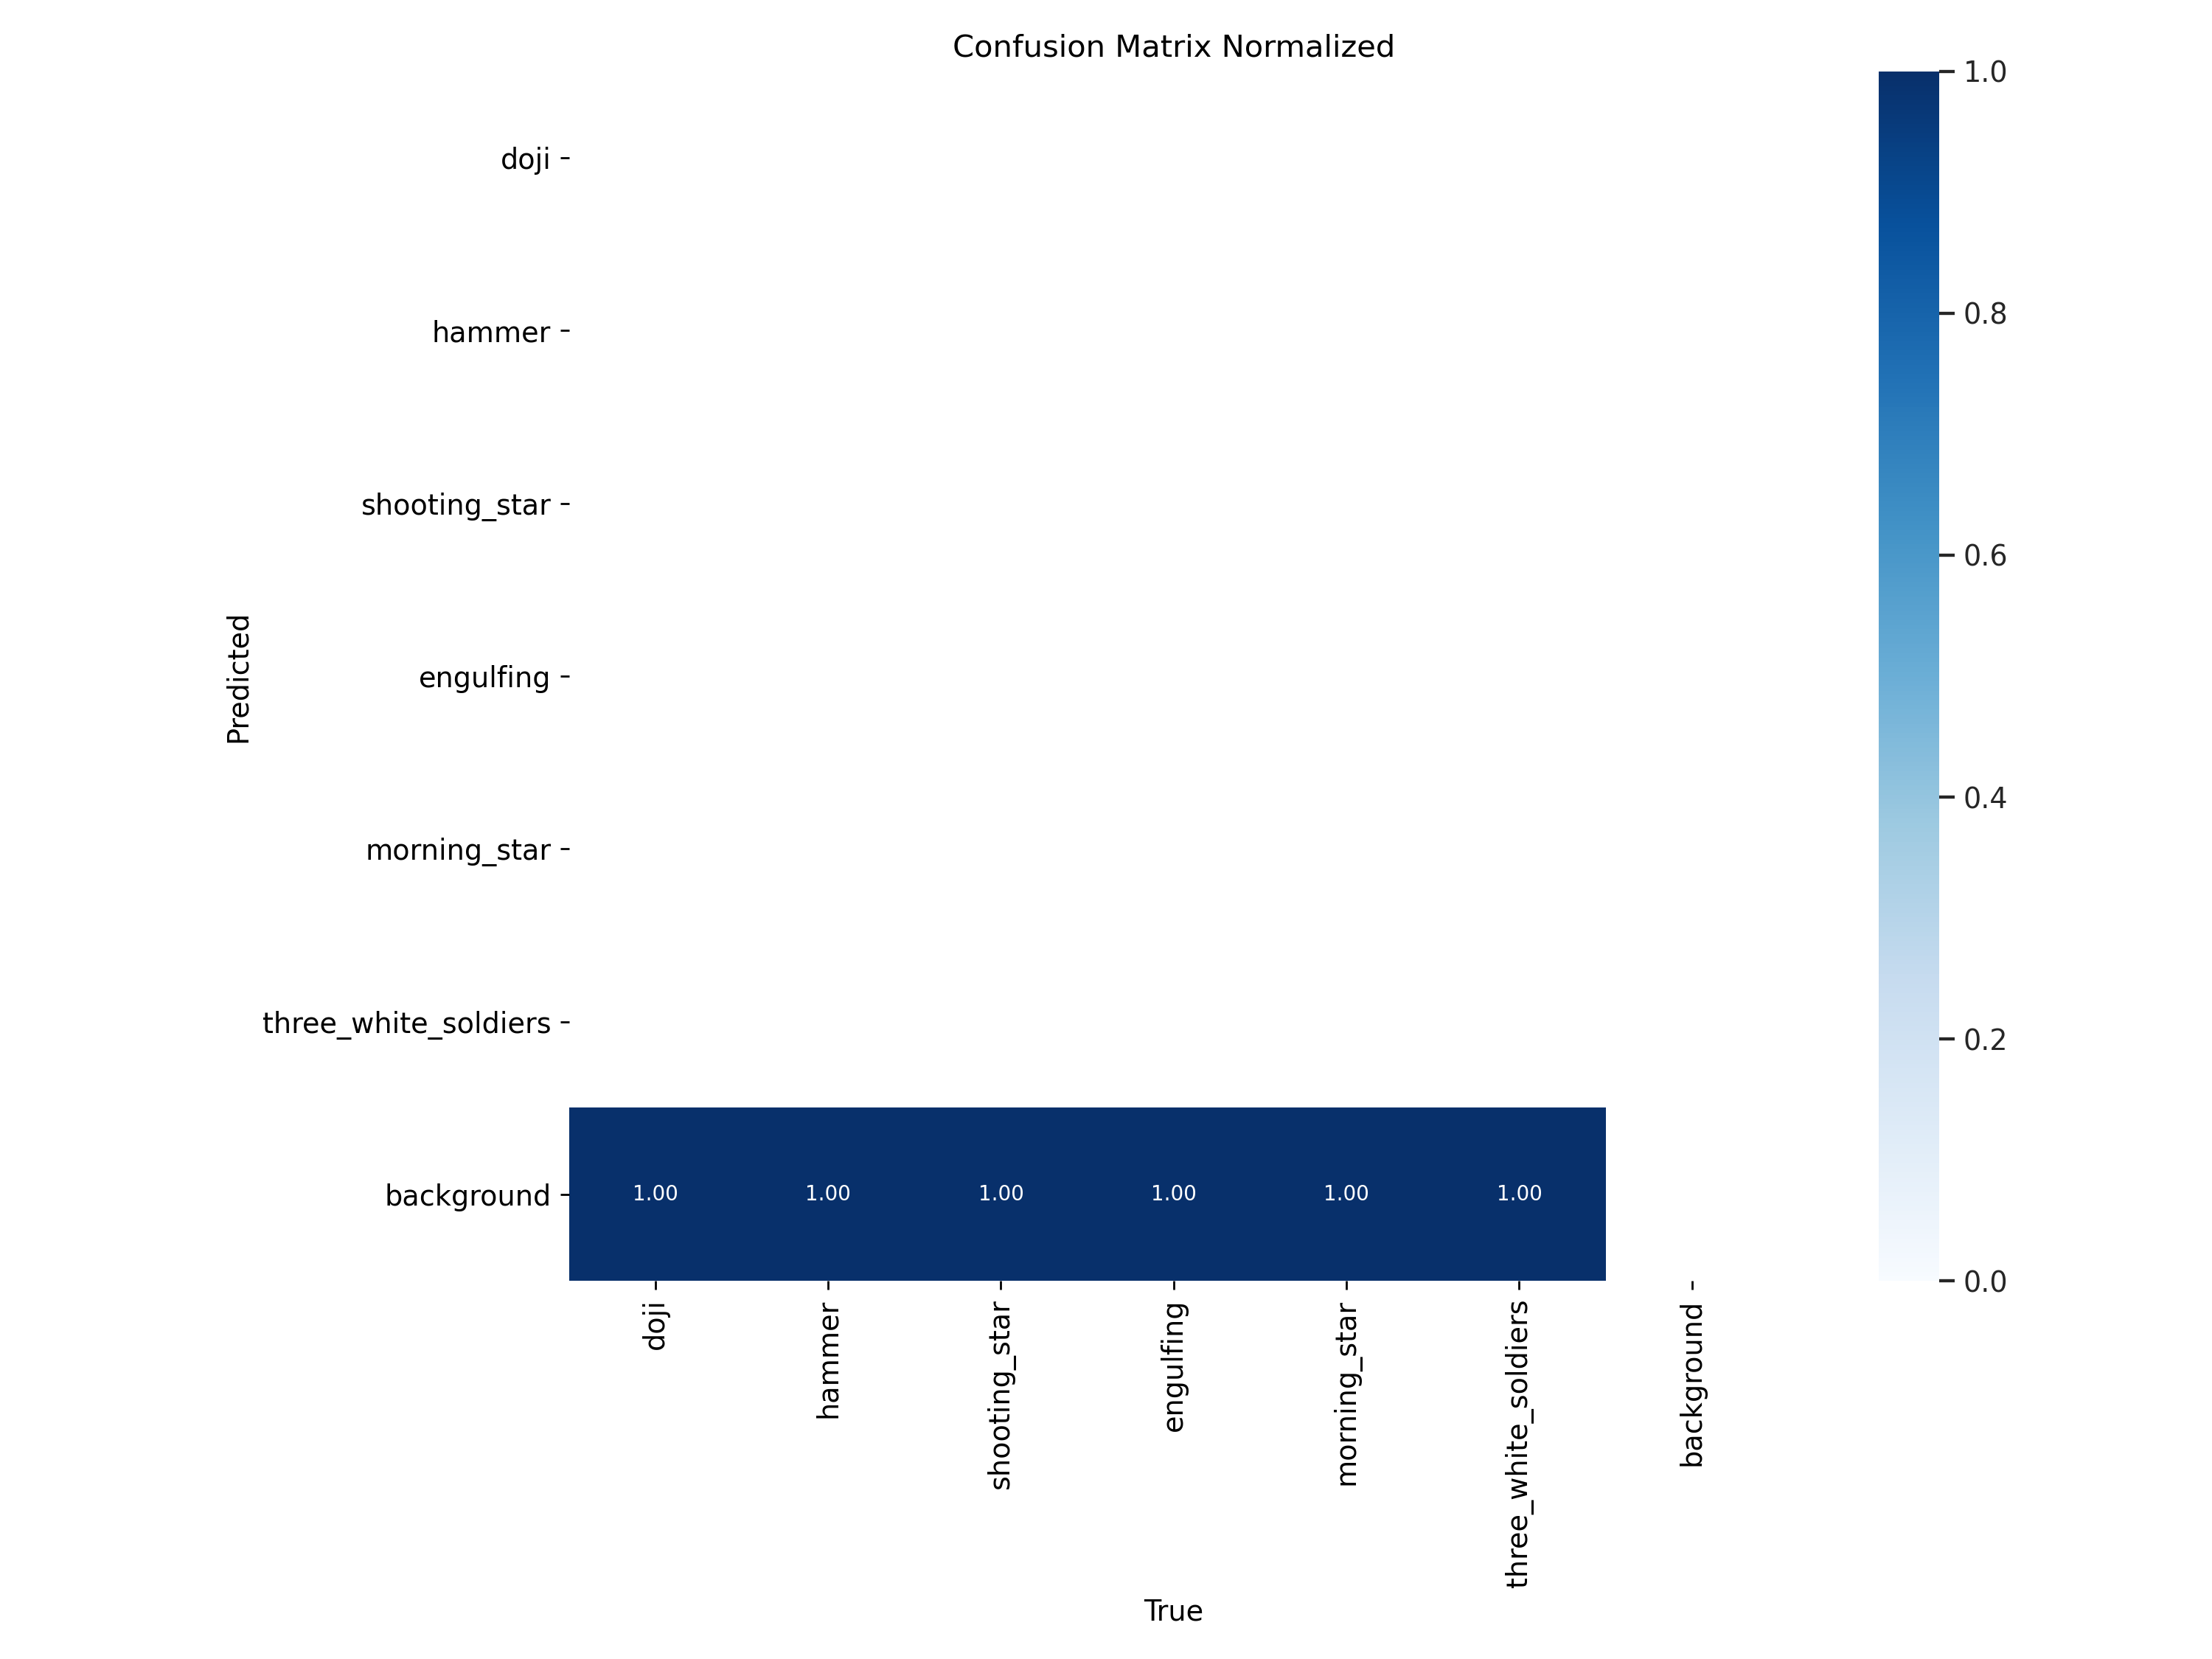 Confusion Matrix Normalized
doji
hammer
shooting_star
engulfing
morning_star
three_white_soldiers
background
Predicted
1.00 1.00 1.00 1.00 1.00 1.00
doji
hammer
shooting_star
engulfing
morning_star
three_white_soldiers
background
True
1.0
0.8
0.6
0.4
0.2
0.0